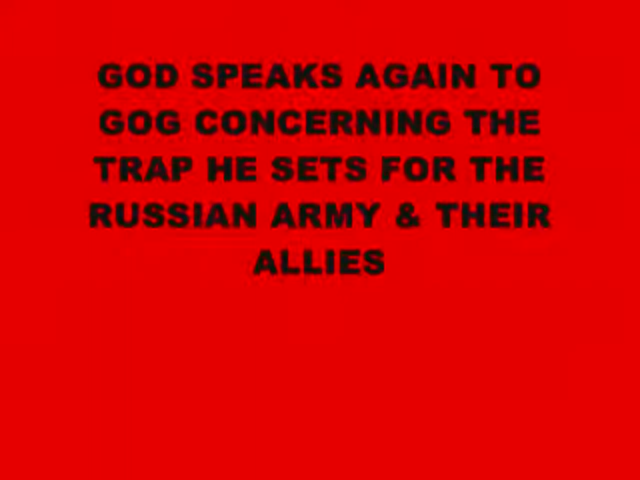 GOD SPEAKS AGAIN TO
GOG CONCERNING THE
TRAP HE SETS FOR THE
RUSSIAN ARMY & THEIR
ALLIES